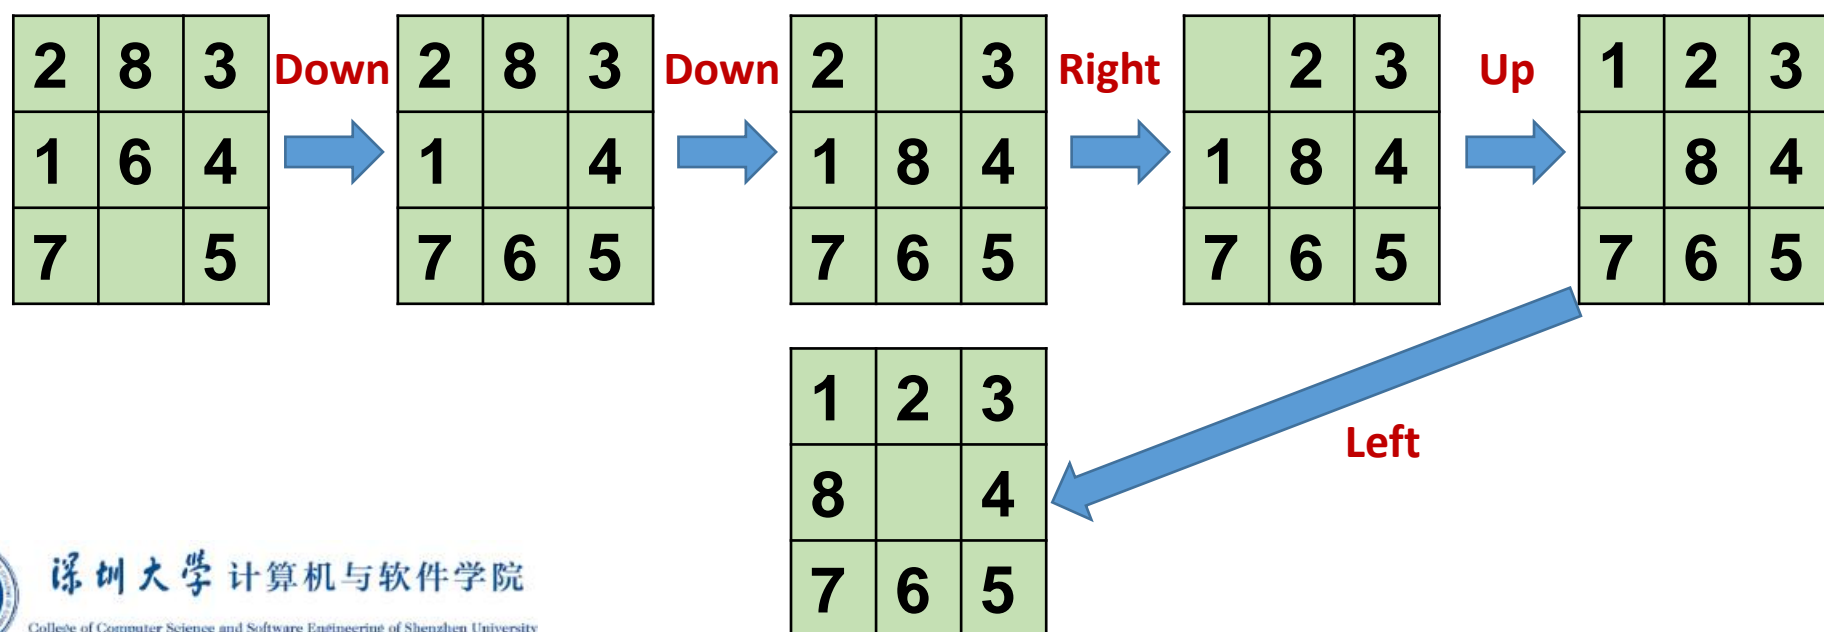 2 8 3 Down 2 8 3 Down 2 3 Right 2 3 Up 1 2 3
1 6 4 1 4 1 8 4 1 8 4 8 4
7 5 7 6 5 7 6 5 7 6 5 7 6 5
1 2 3
Left
8 4
7 6 5
深圳大学 计算机与软件学院
College of Computer Science and Software Engineering of Shenzhen University